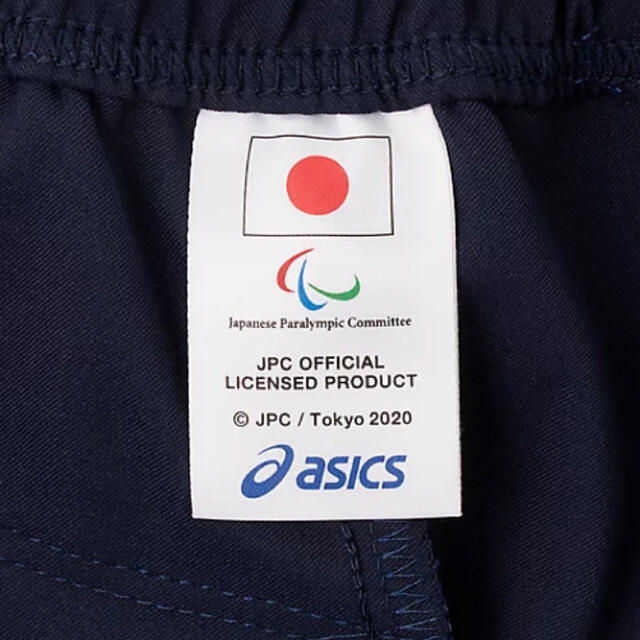 Japanese Paralympic Committee
JPC OFFICIAL
LICENSED PRODUCT
© JPC / Tokyo 2020
asics